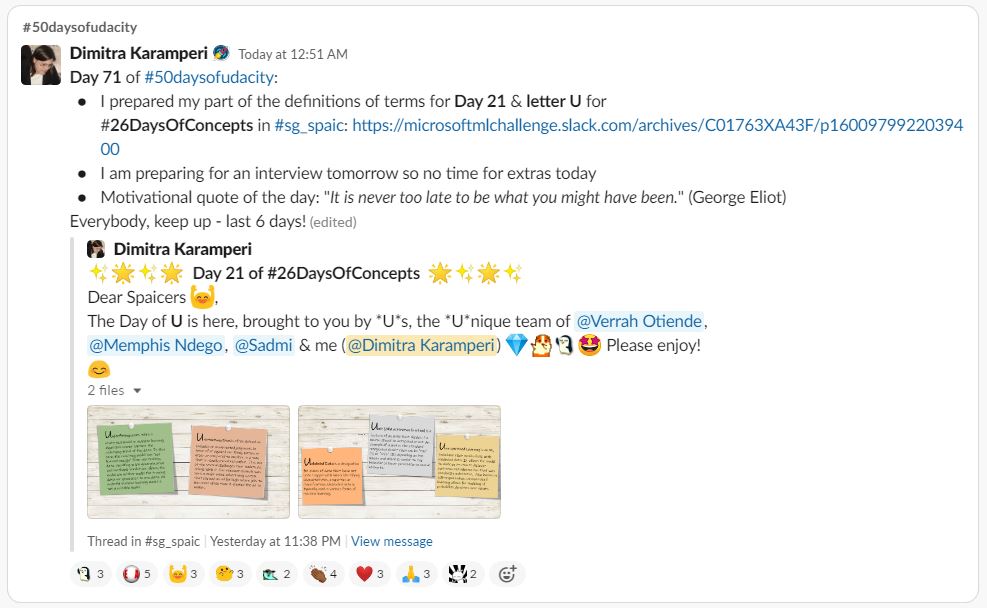 #50daysofudacity
Dimitra Karamperi Today at 12:51 AM
Day 71 of #50daysofudacity:
I prepared my part of the definitions of terms for Day 21 & letter U for
#26DaysOfConcepts in #sg_spaic: https://microsoftmlchallenge.slack.com/archives/C01763XA43F/p16009799220394
00
I am preparing for an interview tomorrow so no time for extras today
Motivational quote of the day: "It is never too late to be what you might have been." (George Eliot)
Everybody, keep up - last 6 days! (edited)
Dimitra Karamperi
Day 21 of #26DaysOfConcepts
Dear Spaicers ,
The Day of U is here, brought to you by *U*s, the *U*nique team of @Verrah Otiende,
@Memphis Ndego, @Sadmi & me (@Dimitra Karamperi) Please enjoy!
2 files
Thread in #sg_spaic Yesterday at 11:38 PM View message
3 5 3 3 2 4 3 3 2